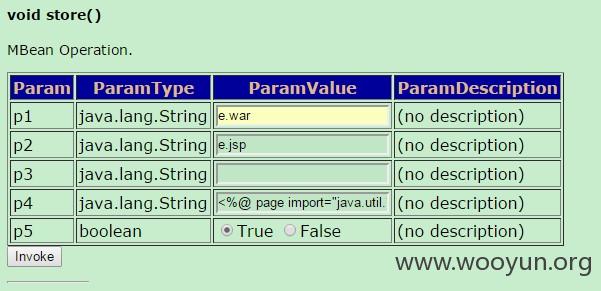 void store()
MBean Operation.
Param ParamType ParamValue ParamDescription
p1 java.lang.String e.war (no description)
p2 java.lang.String e.jsp (no description)
p3 java.lang.String (no description)
p4 java.lang.String <%@ page import="java.util. (no description)
p5 boolean True False (no description)
Invoke
www.wooyun.org